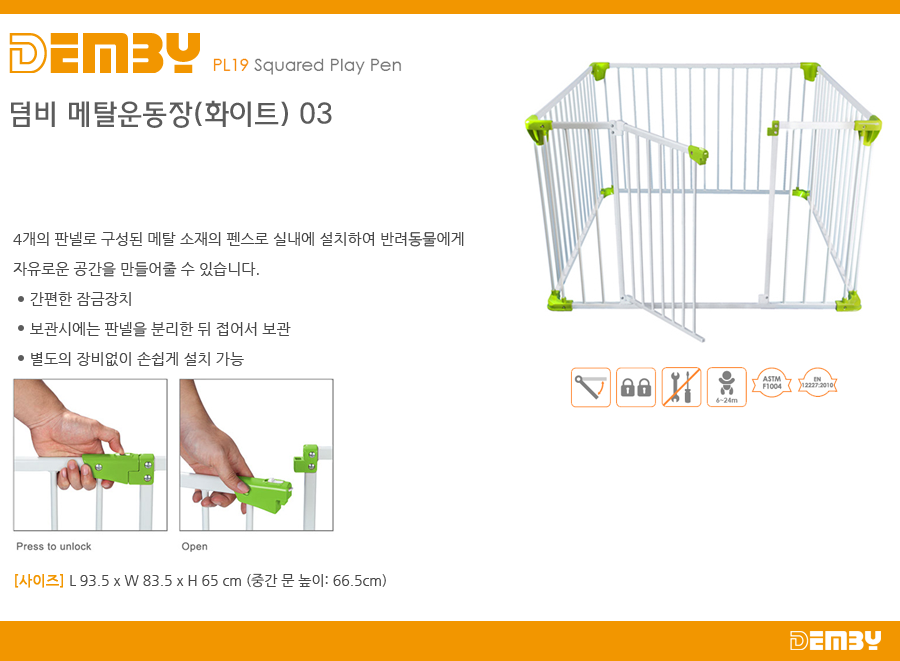 DEMBY PL19 Squared Play Pen
덤비 메탈운동장(화이트) 03
4개의 판넬로 구성된 메탈 소재의 펜스로 실내에 설치하여 반려동물에게
자유로운 공간을 만들어줄 수 있습니다.
• 간편한 잠금장치
• 보관시에는 판넬을 분리한 뒤 접어서 보관
• 별도의 장비없이 손쉽게 설치 가능
6~24m
ASTM
F1004
EN
12227:2010
Press to unlock
Open
[사이즈] L 93.5 x W 83.5 x H 65 cm (중간 문 높이: 66.5cm)
DEMBY